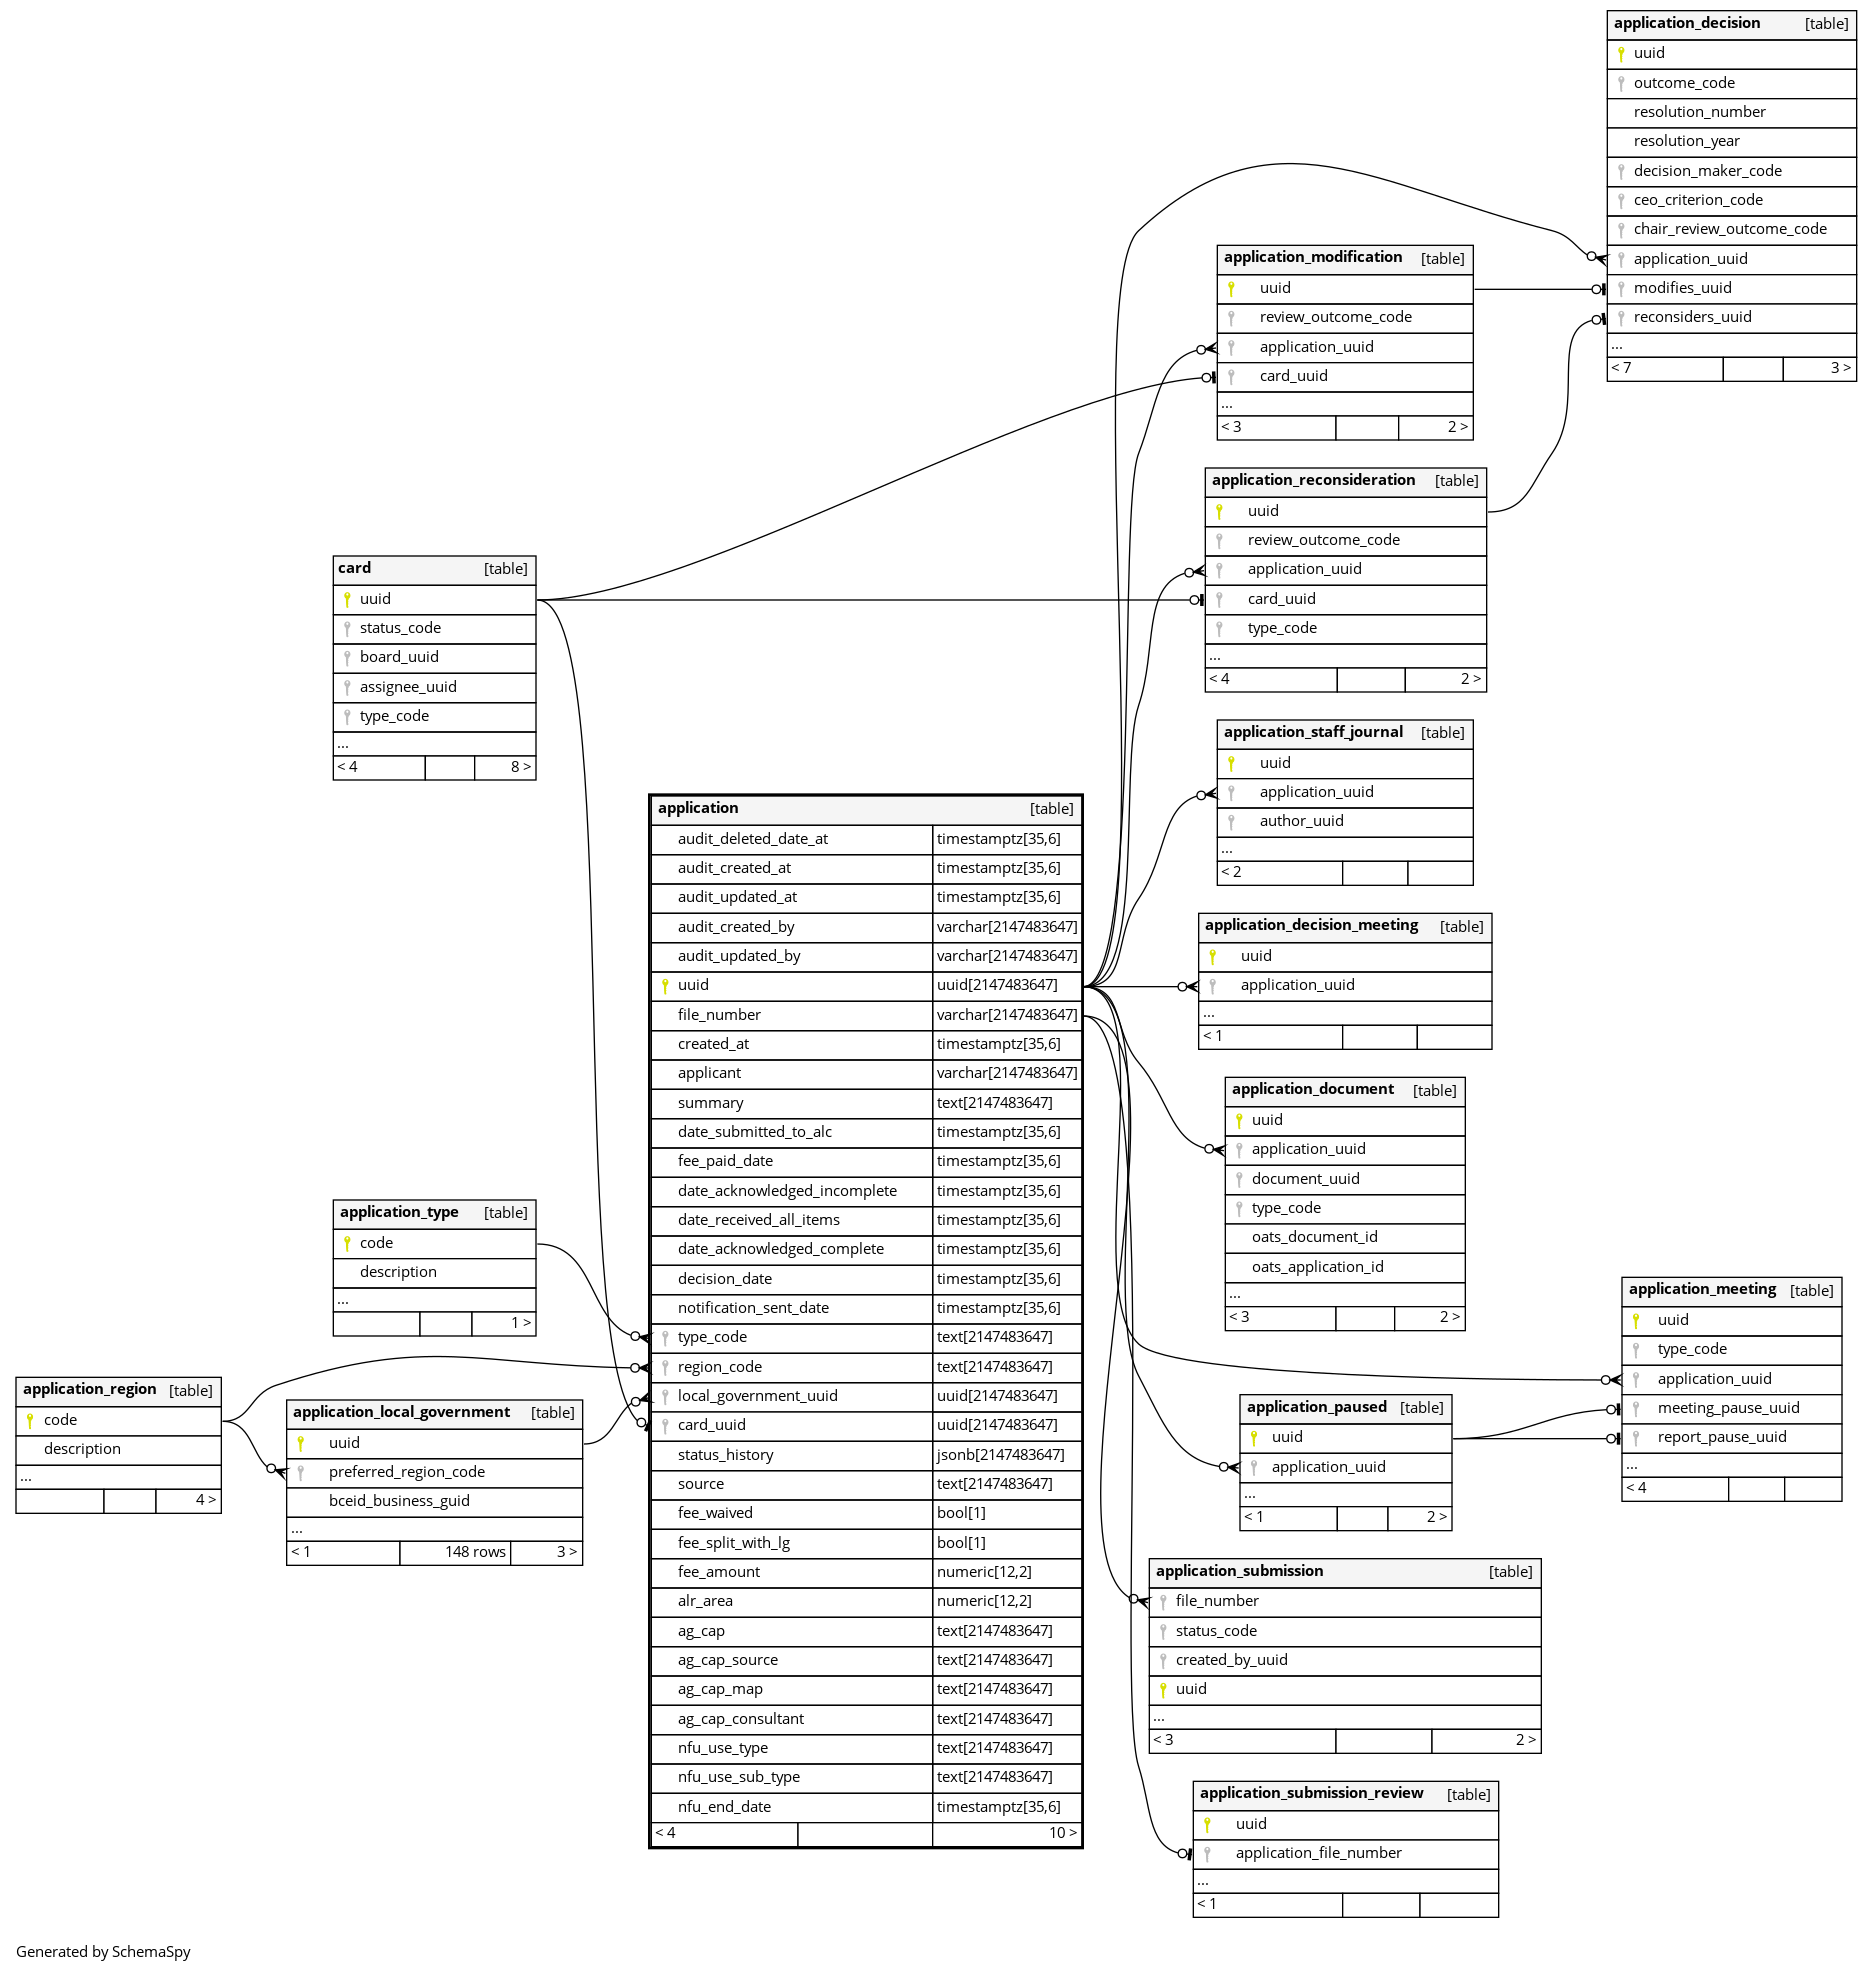 application_decision [table]
uuid
outcome_code
resolution_number
resolution_year
decision_maker_code
ceo_criterion_code
chair_review_outcome_code
application_uuid
modifies_uuid
reconsiders_uuid
...
< 7 3 >
application_modification [table]
uuid
review_outcome_code
application_uuid
card_uuid
...
< 3 2 >
application_reconsideration [table]
uuid
review_outcome_code
application_uuid
card_uuid
type_code
...
< 4 2 >
card [table]
uuid
status_code
board_uuid
assignee_uuid
type_code
...
< 4 8 >
application_staff_journal [table]
uuid
application_uuid
author_uuid
...
< 2
application [table]
audit_deleted_date_at timestamptz[35,6]
audit_created_at timestamptz[35,6]
audit_updated_at timestamptz[35,6]
audit_created_by varchar[2147483647]
audit_updated_by varchar[2147483647]
uuid uuid[2147483647]
file_number varchar[2147483647]
created_at timestamptz[35,6]
applicant varchar[2147483647]
summary text[2147483647]
date_submitted_to_alc timestamptz[35,6]
fee_paid_date timestamptz[35,6]
date_acknowledged_incomplete timestamptz[35,6]
date_received_all_items timestamptz[35,6]
date_acknowledged_complete timestamptz[35,6]
decision_date timestamptz[35,6]
notification_sent_date timestamptz[35,6]
type_code text[2147483647]
region_code text[2147483647]
local_government_uuid uuid[2147483647]
card_uuid uuid[2147483647]
status_history jsonb[2147483647]
source text[2147483647]
fee_waived bool[1]
fee_split_with_lg bool[1]
fee_amount numeric[12,2]
alr_area numeric[12,2]
ag_cap text[2147483647]
ag_cap_source text[2147483647]
ag_cap_map text[2147483647]
ag_cap_consultant text[2147483647]
nfu_use_type text[2147483647]
nfu_use_sub_type text[2147483647]
nfu_end_date timestamptz[35,6]
< 4 10 >
application_decision_meeting [table]
uuid
application_uuid
...
< 1
application_document [table]
uuid
application_uuid
document_uuid
type_code
oats_document_id
oats_application_id
...
< 3 2 >
application_type [table]
code
description
...
1 >
application_meeting [table]
uuid
type_code
application_uuid
meeting_pause_uuid
report_pause_uuid
...
< 4
application_region [table]
code
description
...
4 >
application_local_government [table]
uuid
preferred_region_code
bceid_business_guid
...
< 1 148 rows 3 >
application_paused [table]
uuid
application_uuid
...
< 1 2 >
application_submission [table]
file_number
status_code
created_by_uuid
uuid
...
< 3 2 >
application_submission_review [table]
uuid
application_file_number
...
< 1
Generated by SchemaSpy